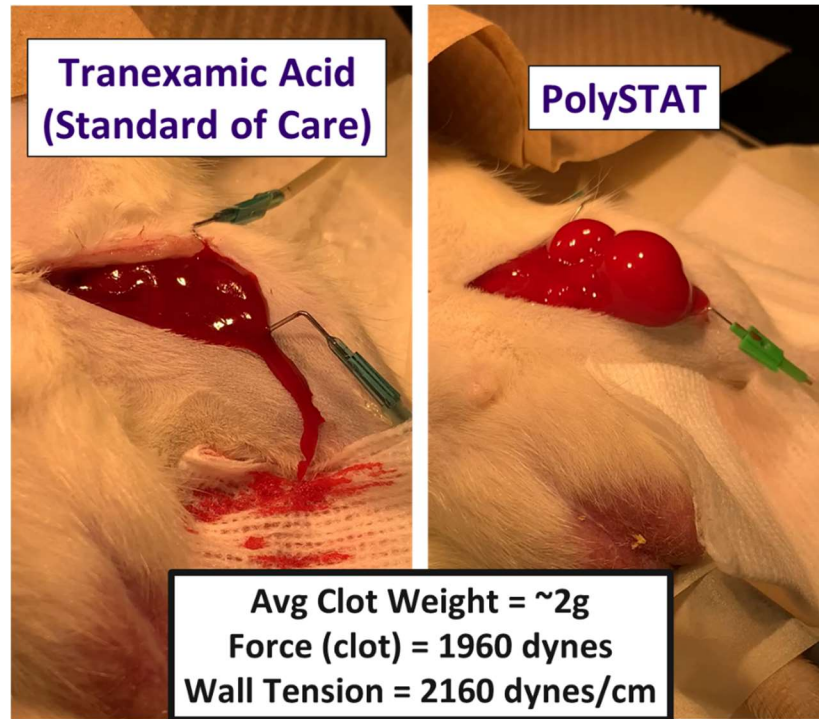 Tranexamic Acid
(Standard of Care)
PolySTAT
Avg Clot Weight = ~2g
Force (clot) = 1960 dynes
Wall Tension = 2160 dynes/cm